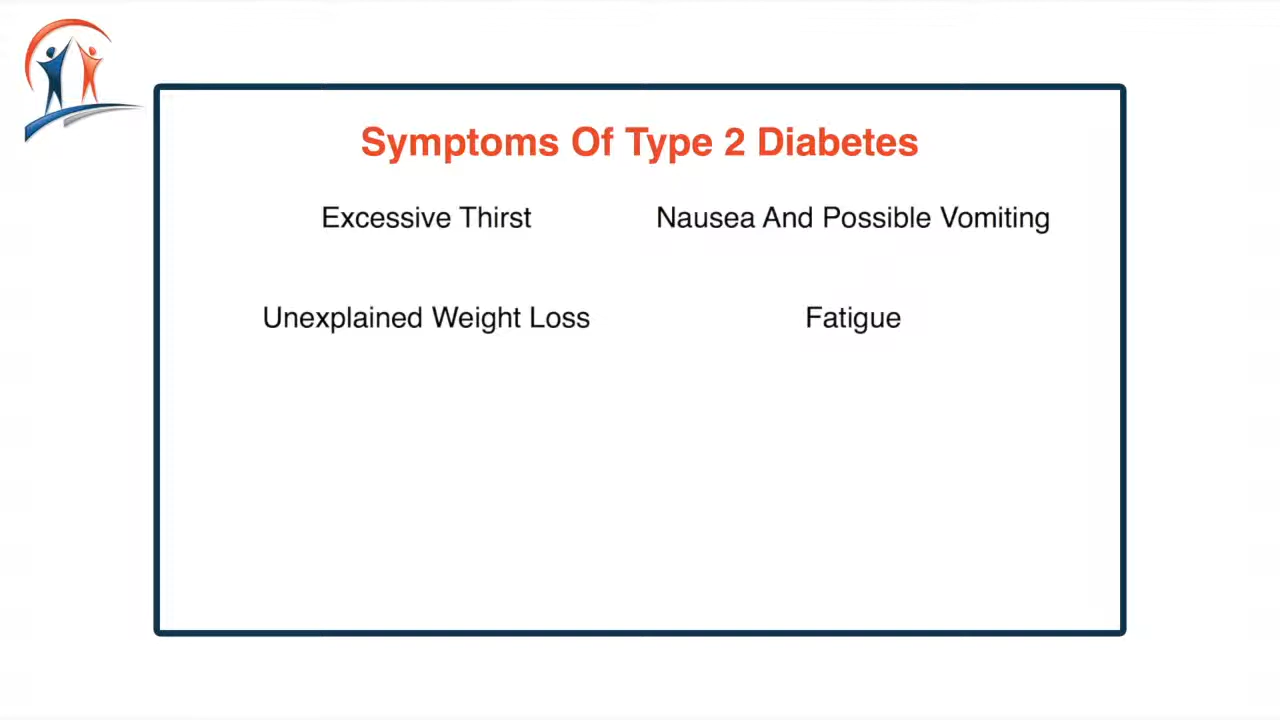 Symptoms Of Type 2 Diabetes
Excessive Thirst
Nausea And Possible Vomiting
Unexplained Weight Loss
Fatigue